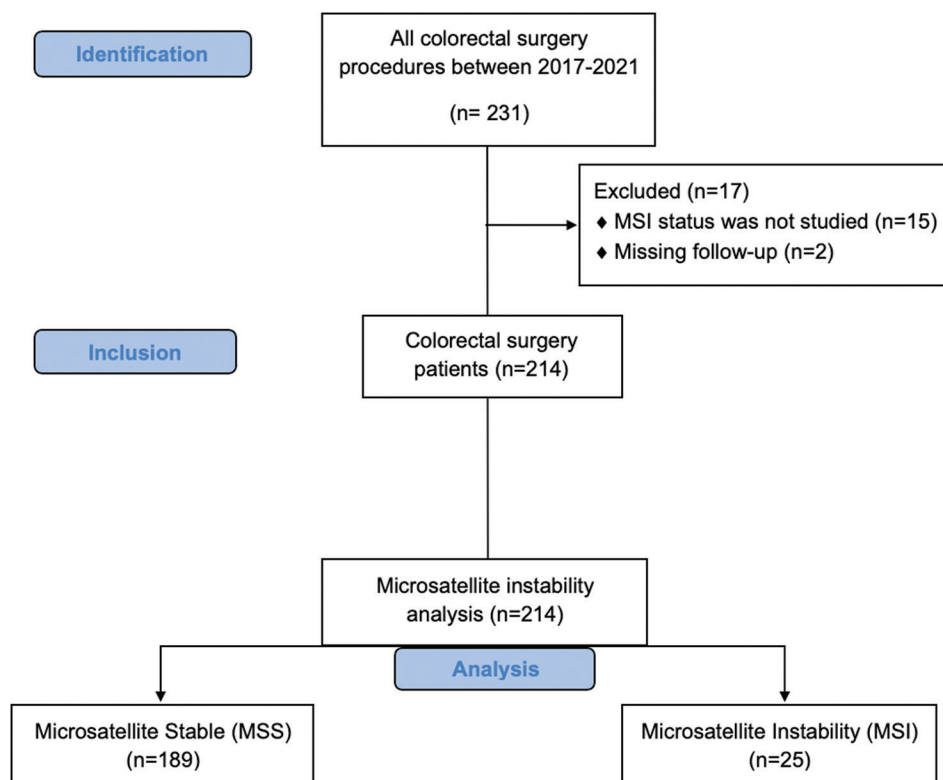 Identification
All colorectal surgery
procedures between 2017-2021
(n= 231)
Excluded (n=17)
♦ MSI status was not studied (n=15)
♦ Missing follow-up (n=2)
Inclusion
Colorectal surgery
patients (n=214)
Microsatellite instability
analysis (n=214)
Analysis
Microsatellite Stable (MSS)
(n=189)
Microsatellite Instability (MSI)
(n=25)